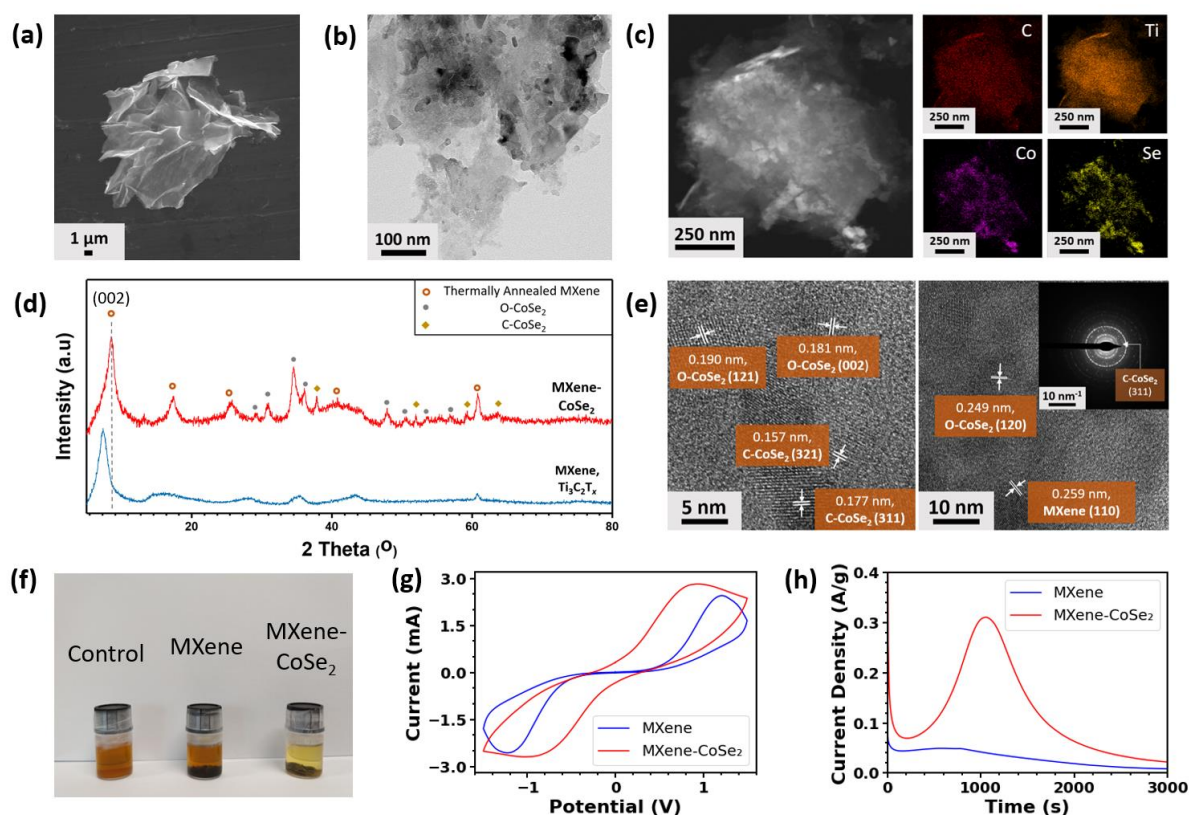 (a)
1 μm
(b)
100 nm
(c)
250 nm
C
250 nm
Ti
250 nm
Co
250 nm
Se
250 nm
(d)
(002)
Thermally Annealed MXene
O-CoSe₂
C-CoSe₂
MXene-
CoSe₂
MXene,
Ti₃C₂Tₓ
Intensity (a.u)
20
40
60
80
2 Theta (O)
(e)
0.190 nm,
O-CoSe₂ (121)
0.181 nm,
O-CoSe₂ (002)
0.157 nm,
C-CoSe₂ (321)
0.177 nm,
C-CoSe₂ (311)
5 nm
0.249 nm,
O-CoSe₂ (120)
0.259 nm,
MXene (110)
10 nm
10 nm⁻¹
C-CoSe₂
(311)
(f)
Control
MXene
MXene-
CoSe₂
(g)
Current (mA)
3.0
1.5
0.0
−1.5
−3.0
MXene
MXene-CoSe₂
−1
0
1
Potential (V)
(h)
Current Density (A/g)
0.4
0.3
0.2
0.1
0.0
MXene
MXene-CoSe₂
0
1000
2000
3000
Time (s)